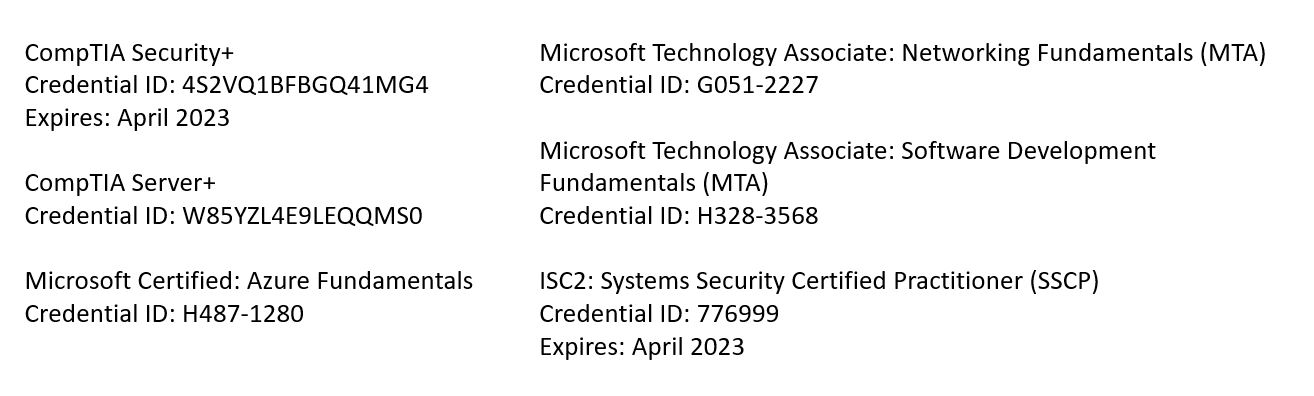 CompTIA Security+
Credential ID: 4S2VQ1BFBGQ41MG4
Expires: April 2023
CompTIA Server+
Credential ID: W85YZL4E9LEQQMS0
Microsoft Certified: Azure Fundamentals
Credential ID: H487-1280
Microsoft Technology Associate: Networking Fundamentals (MTA)
Credential ID: G051-2227
Microsoft Technology Associate: Software Development
Fundamentals (MTA)
Credential ID: H328-3568
ISC2: Systems Security Certified Practitioner (SSCP)
Credential ID: 776999
Expires: April 2023